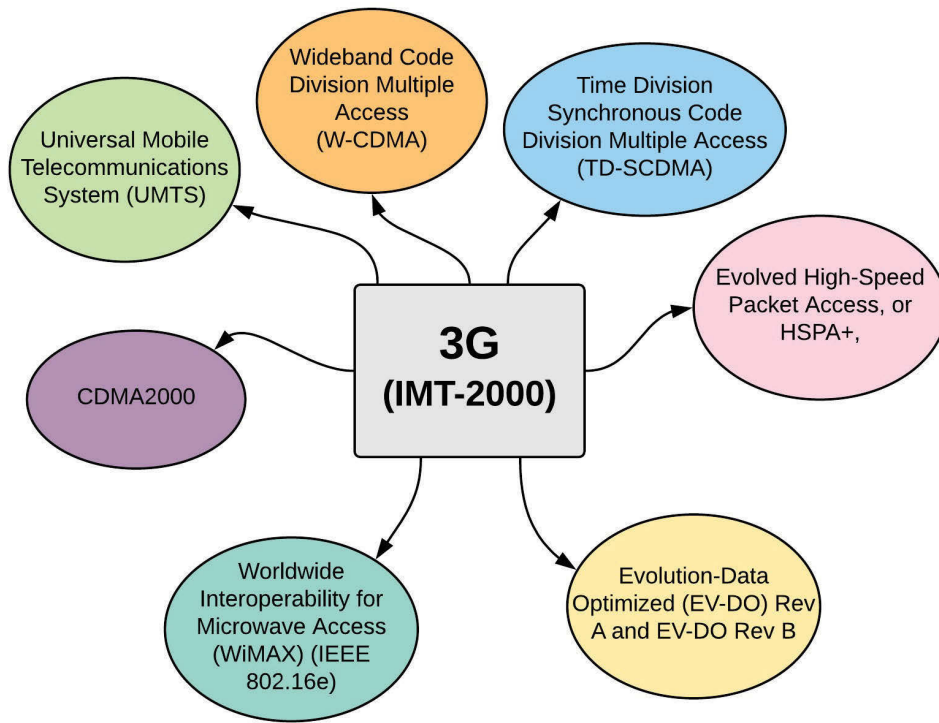 Wideband Code
Division Multiple
Access
(W-CDMA)
Time Division
Synchronous Code
Division Multiple Access
(TD-SCDMA)
Universal Mobile
Telecommunications
System (UMTS)
Evolved High-Speed
Packet Access, or
HSPA+,
3G
(IMT-2000)
CDMA2000
Worldwide
Interoperability for
Microwave Access
(WiMAX) (IEEE
802.16e)
Evolution-Data
Optimized (EV-DO) Rev
A and EV-DO Rev B